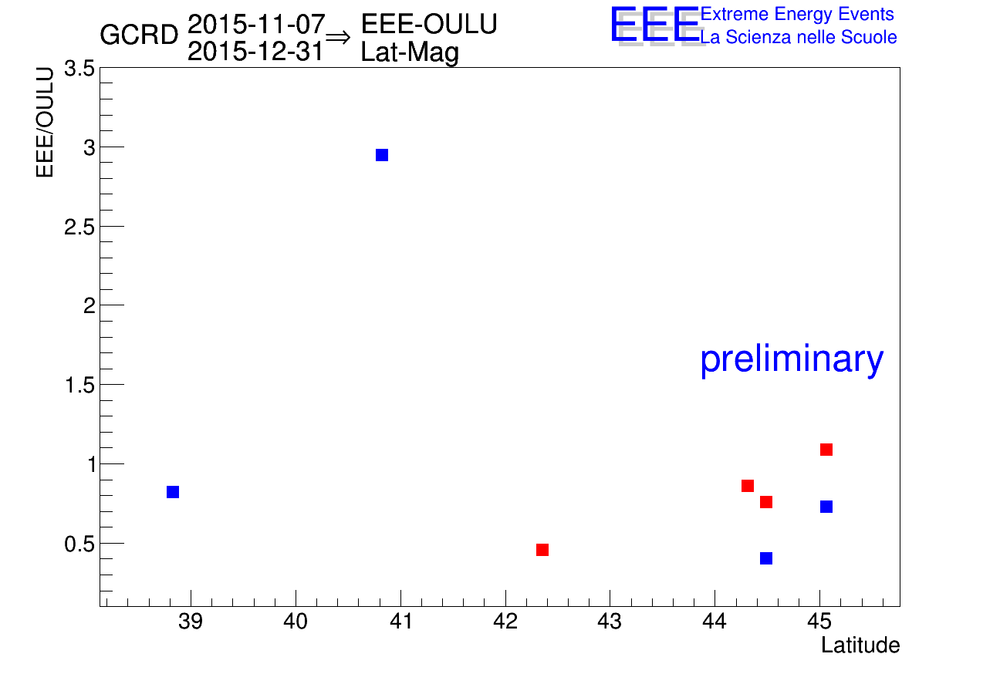 GCRD 2015-11-07 ⇒ EEE-OULU
2015-12-31 Lat-Mag
EEE Extreme Energy Events
La Scienza nelle Scuole
EEE/OULU
3.5
3
2.5
2
1.5
1
0.5
preliminary
39 40 41 42 43 44 45
Latitude